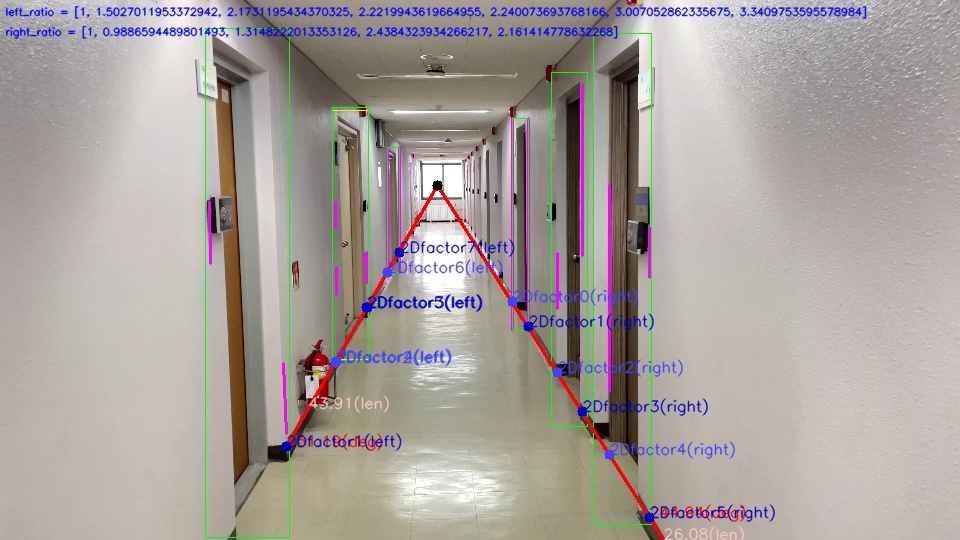 left_ratio = [1, 1.5027011953372942, 2.1731195434370325, 2.2219943619664955, 2.240073693768166, 3.007052862335675, 3.3409753595578984]
right_ratio = [1, 0.9886594489801493, 1.3148222013353126, 2.4384323934266217, 2.161414778632268]
2Dfactor7(left)
2Dfactor6(left)
2Dfactor0(right)
2Dfactor1(right)
2Dfactor2(right)
43.91(len)
2Dfactor3(right)
2Dfactor1(left)
2Dfactor4(right)
2Dfactor5(right)
26.08(len)